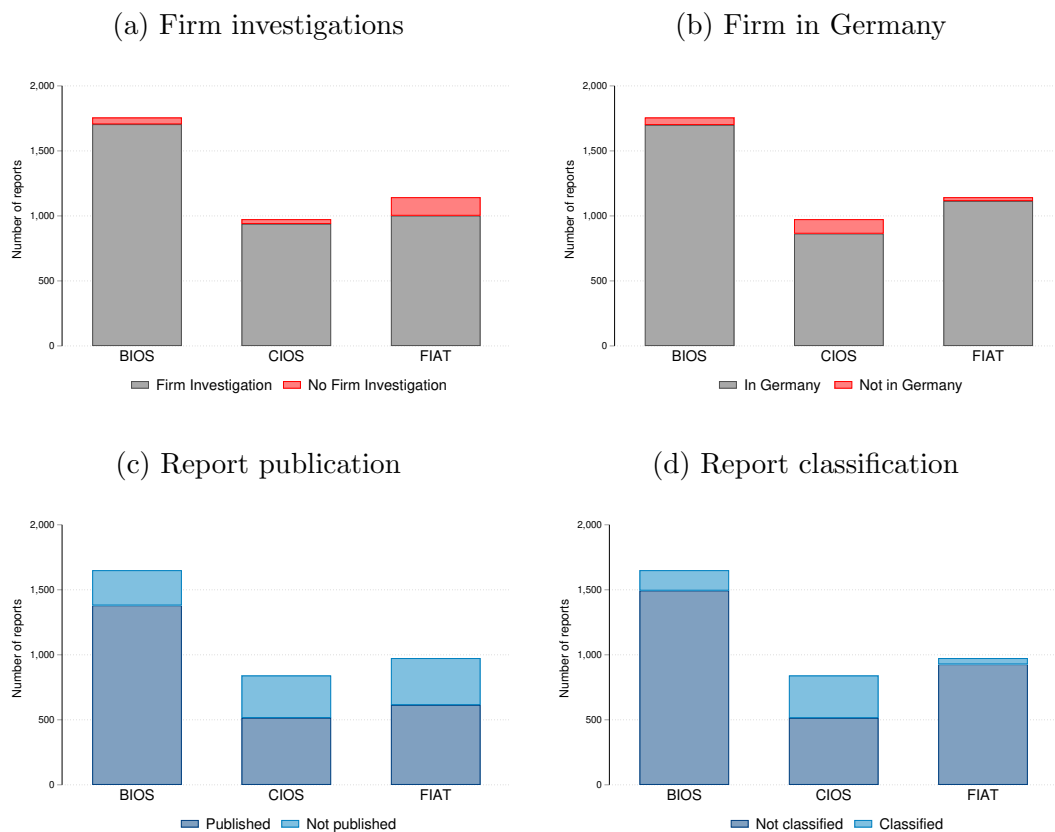 (a) Firm investigations
(b) Firm in Germany
Number of reports
2,000
1,500
1,000
500
0
BIOS CIOS FIAT
Firm Investigation No Firm Investigation
Number of reports
2,000
1,500
1,000
500
0
BIOS CIOS FIAT
In Germany Not in Germany
(c) Report publication
(d) Report classification
Number of reports
2,000
1,500
1,000
500
0
BIOS CIOS FIAT
Published Not published
Number of reports
2,000
1,500
1,000
500
0
BIOS CIOS FIAT
Not classified Classified